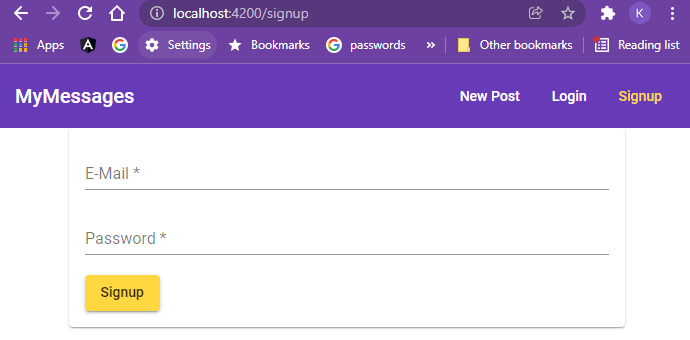 localhost:4200/signup
K
Apps Settings Bookmarks passwords » Other bookmarks Reading list
MyMessages New Post Login Signup
E-Mail *
Password *
Signup